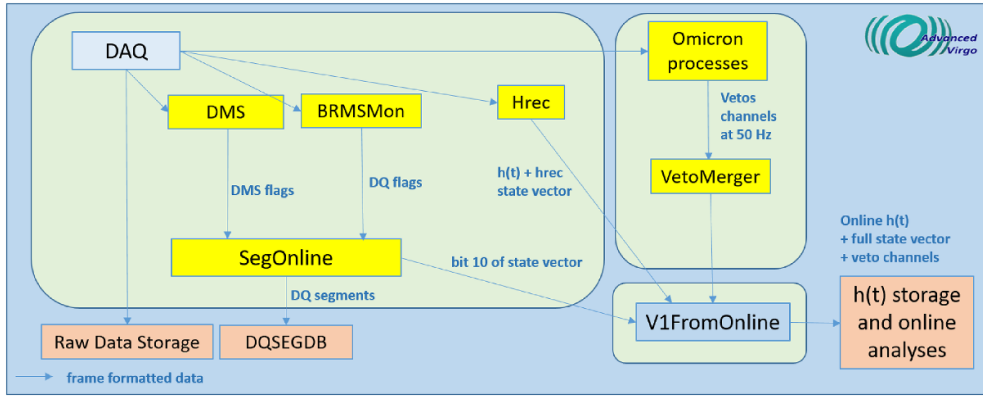 DAQ
Omicron
processes
Advanced
Virgo
DMS
BRMSMon
Hrec
Vetos
channels
at 50 Hz
VetoMerger
DMS flags
DQ flags
h(t) + hrec
state vector
Online h(t)
+ full state vector
+ veto channels
SegOnline
bit 10 of state vector
DQ segments
V1FromOnline
h(t) storage
and online
analyses
Raw Data Storage
DQSEGDB
frame formatted data